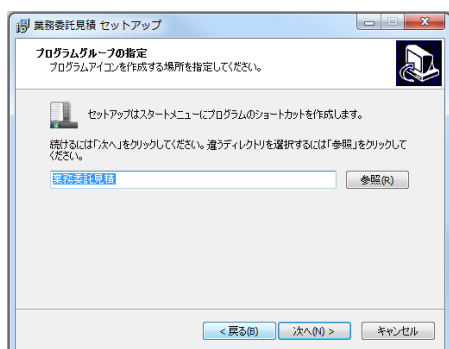 業務委託見積 セットアップ
プログラムグループの指定
プログラムアイコンを作成する場所を指定してください。
セットアップはスタートメニューにプログラムのショートカットを作成します。
続けるには「次へ」をクリックしてください。違うディレクトリを選択するには「参照」をクリックして
ください。
業務委託見積
参照(R)
< 戻る(B)
次へ(N) >
キャンセル